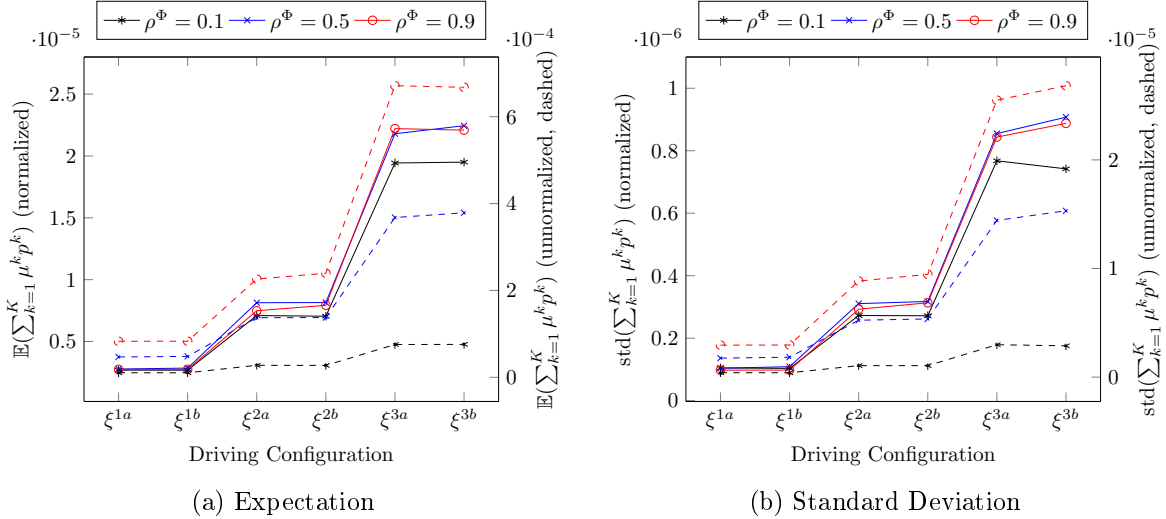 ρ^Φ = 0.1 ρ^Φ = 0.5 ρ^Φ = 0.9
·10^−5
·10^−4
2.5
2
1.5
1
0.5
6
4
2
0
𝔼(∑_{k=1}^{K} μ^k p^k) (normalized)
𝔼(∑_{k=1}^{K} μ^k p^k) (unnormalized, dashed)
ξ^{1a} ξ^{1b} ξ^{2a} ξ^{2b} ξ^{3a} ξ^{3b}
Driving Configuration
(a) Expectation
ρ^Φ = 0.1 ρ^Φ = 0.5 ρ^Φ = 0.9
·10^−6
·10^−5
1
0.8
0.6
0.4
0.2
0
2
1
0
std(∑_{k=1}^{K} μ^k p^k) (normalized)
std(∑_{k=1}^{K} μ^k p^k) (unnormalized, dashed)
ξ^{1a} ξ^{1b} ξ^{2a} ξ^{2b} ξ^{3a} ξ^{3b}
Driving Configuration
(b) Standard Deviation